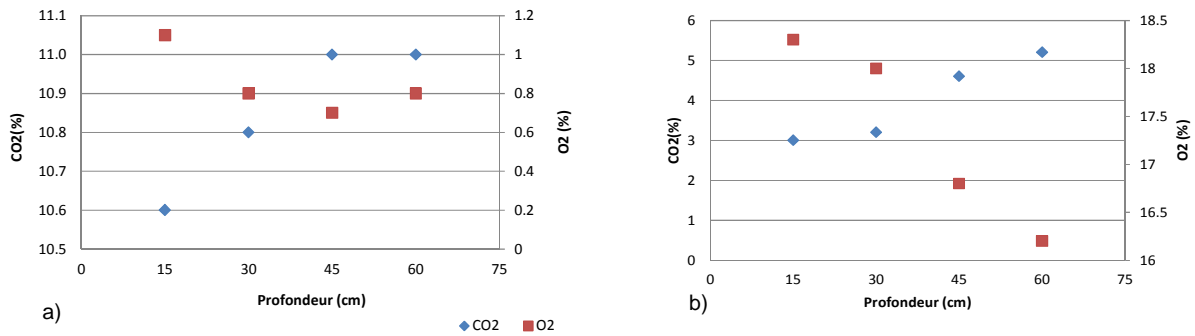 CO2(%)
11.1
11.0
10.9
10.8
10.7
10.6
10.5
0 15 30 45 60 75
Profondeur (cm)
1.2
1
0.8
0.6
0.4
0.2
0
O2 (%)
a)
CO2 O2
CO2(%)
6
5
4
3
2
1
0
0 15 30 45 60 75
Profondeur (cm)
18.5
18
17.5
17
16.5
16
O2 (%)
b)